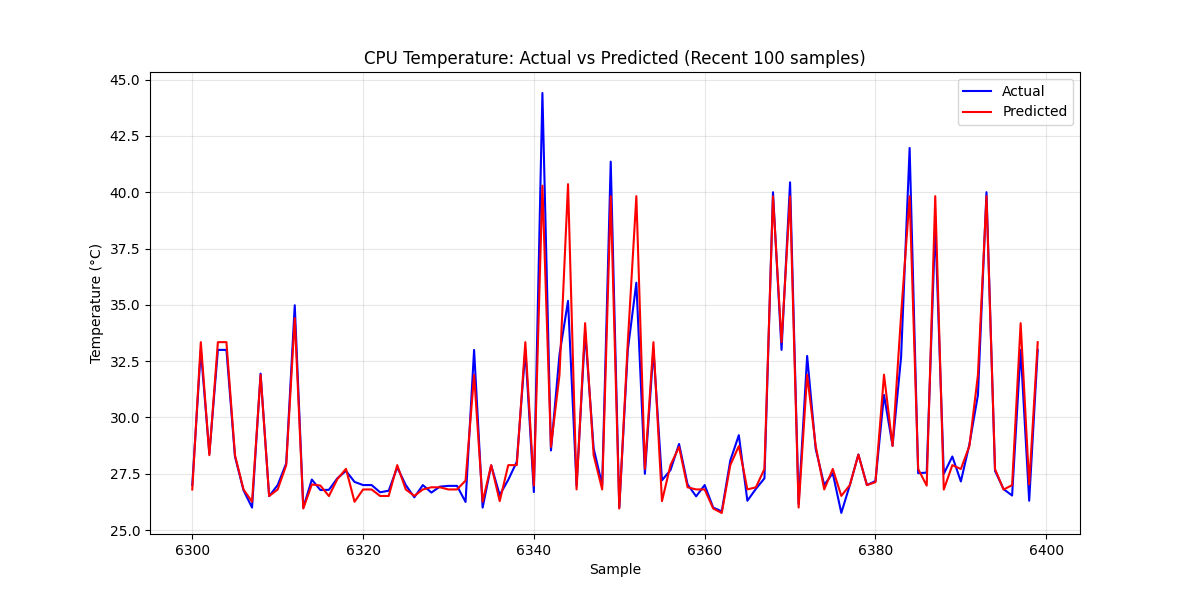 CPU Temperature: Actual vs Predicted (Recent 100 samples)
45.0
42.5
40.0
37.5
35.0
32.5
30.0
27.5
25.0
Temperature (°C)
Actual
Predicted
6300 6320 6340 6360 6380 6400
Sample